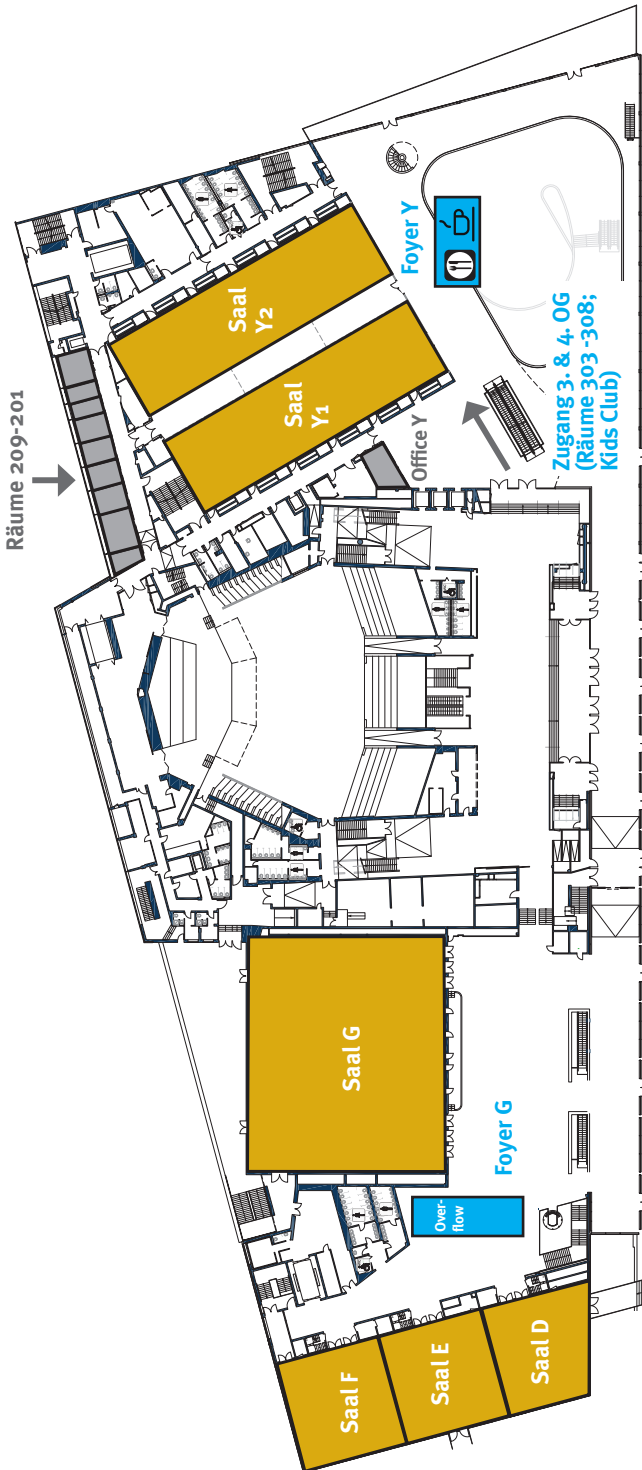 Räume 209-201
Saal
Y2
Saal
Y1
Foyer Y
Office Y
Zugang 3. & 4. OG
(Räume 303 -308;
Kids Club)
Saal G
Foyer G
Over-
flow
Saal F
Saal E
Saal D